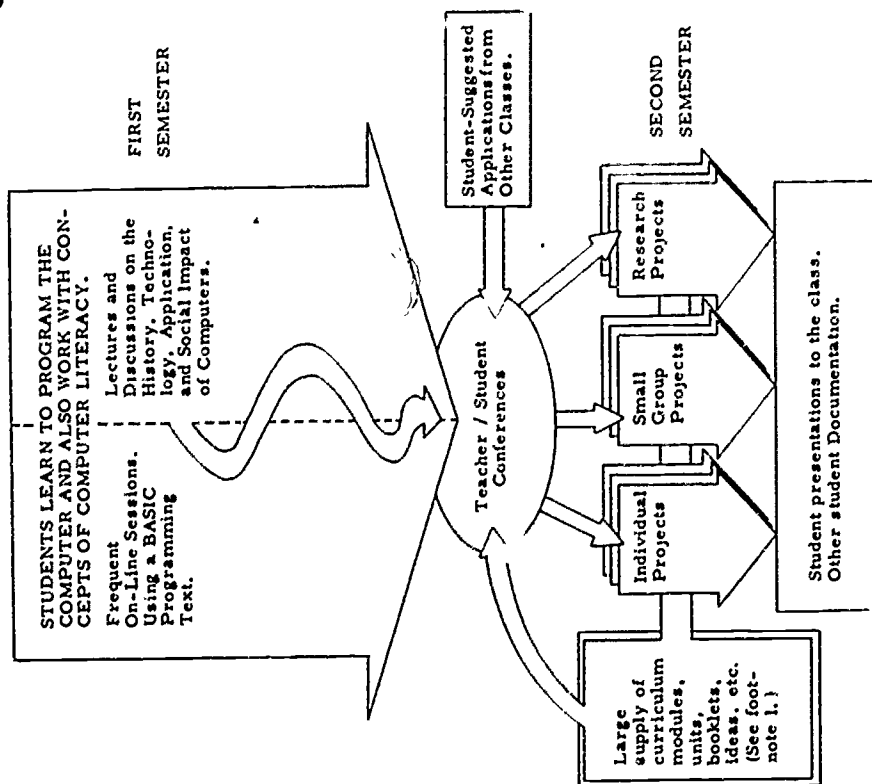 STUDENTS LEARN TO PROGRAM THE
COMPUTER AND ALSO WORK WITH CON-
CEPTS OF COMPUTER LITERACY.
Frequent
On-Line Sessions.
Using a BASIC
Programming
Text.
Lectures and
Discussions on the
History, Techno-
logy, Application,
and Social Impact
of Computers.
FIRST
SEMESTER
Teacher / Student
Conferences
Student-Suggested
Applications from
Other Classes.
Large
supply of
curriculum
modules,
units,
booklets,
ideas. etc.
(See foot-
note 1.)
Individual
Projects
Small
Group
Projects
Research
Projects
SECOND
SEMESTER
Student presentations to the class.
Other student Documentation.